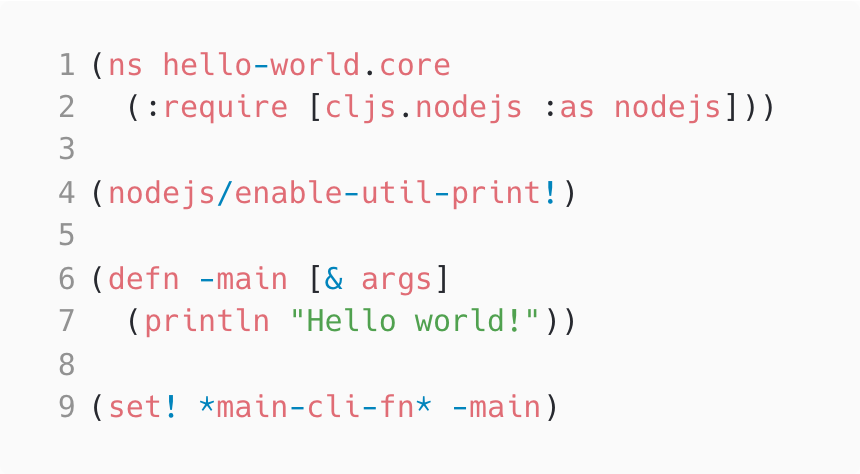 1 (ns hello-world.core
2   (:require [cljs.nodejs :as nodejs]))
3
4 (nodejs/enable-util-print!)
5
6 (defn -main [& args]
7   (println "Hello world!"))
8
9 (set! *main-cli-fn* -main)